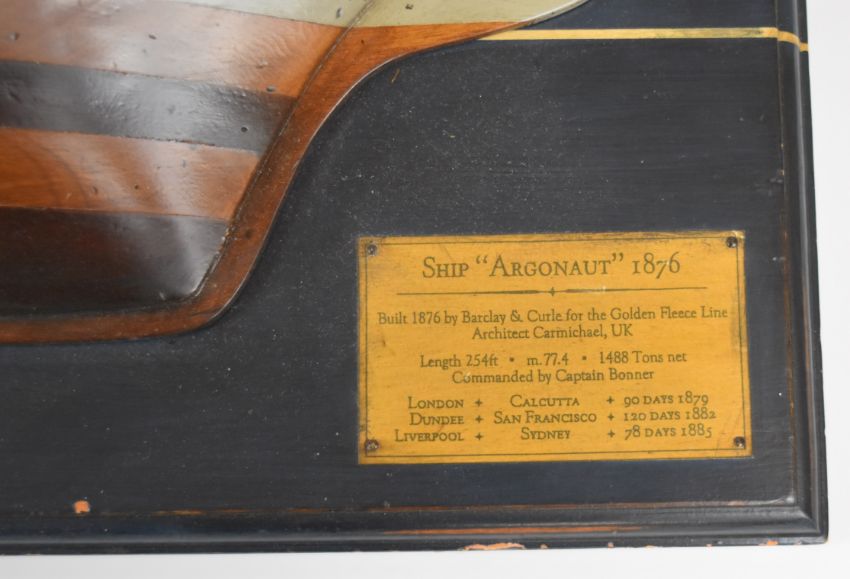 SHIP "ARGONAUT" 1876
Built 1876 by Barclay & Curle for the Golden Fleece Line
Architect Carmichael, UK
Length 254ft • m.77.4 • 1488 Tons net
Commanded by Captain Bonner
LONDON + CALCUTTA + 90 DAYS 1879
DUNDEE + SAN FRANCISCO + 120 DAYS 1882
LIVERPOOL + SYDNEY + 78 DAYS 1885